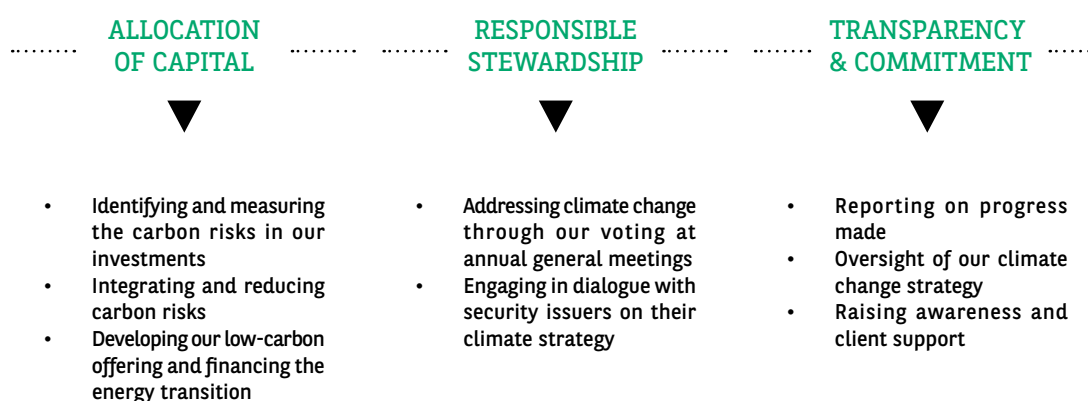 ALLOCATION
OF CAPITAL
• Identifying and measuring
the carbon risks in our
investments
• Integrating and reducing
carbon risks
• Developing our low-carbon
offering and financing the
energy transition
RESPONSIBLE
STEWARDSHIP
• Addressing climate change
through our voting at
annual general meetings
• Engaging in dialogue with
security issuers on their
climate strategy
TRANSPARENCY
& COMMITMENT
• Reporting on progress
made
• Oversight of our climate
change strategy
• Raising awareness and
client support